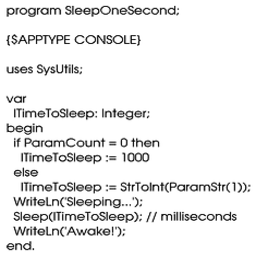 program SleepOneSecond;
{$APPTYPE CONSOLE}
uses SysUtils;
var
lTimeToSleep: Integer;
begin
if ParamCount = 0 then
lTimeToSleep := 1000
else
lTimeToSleep := StrToInt(ParamStr(1));
WriteLn('Sleeping...');
Sleep(lTimeToSleep); // milliseconds
WriteLn('Awake!');
end.